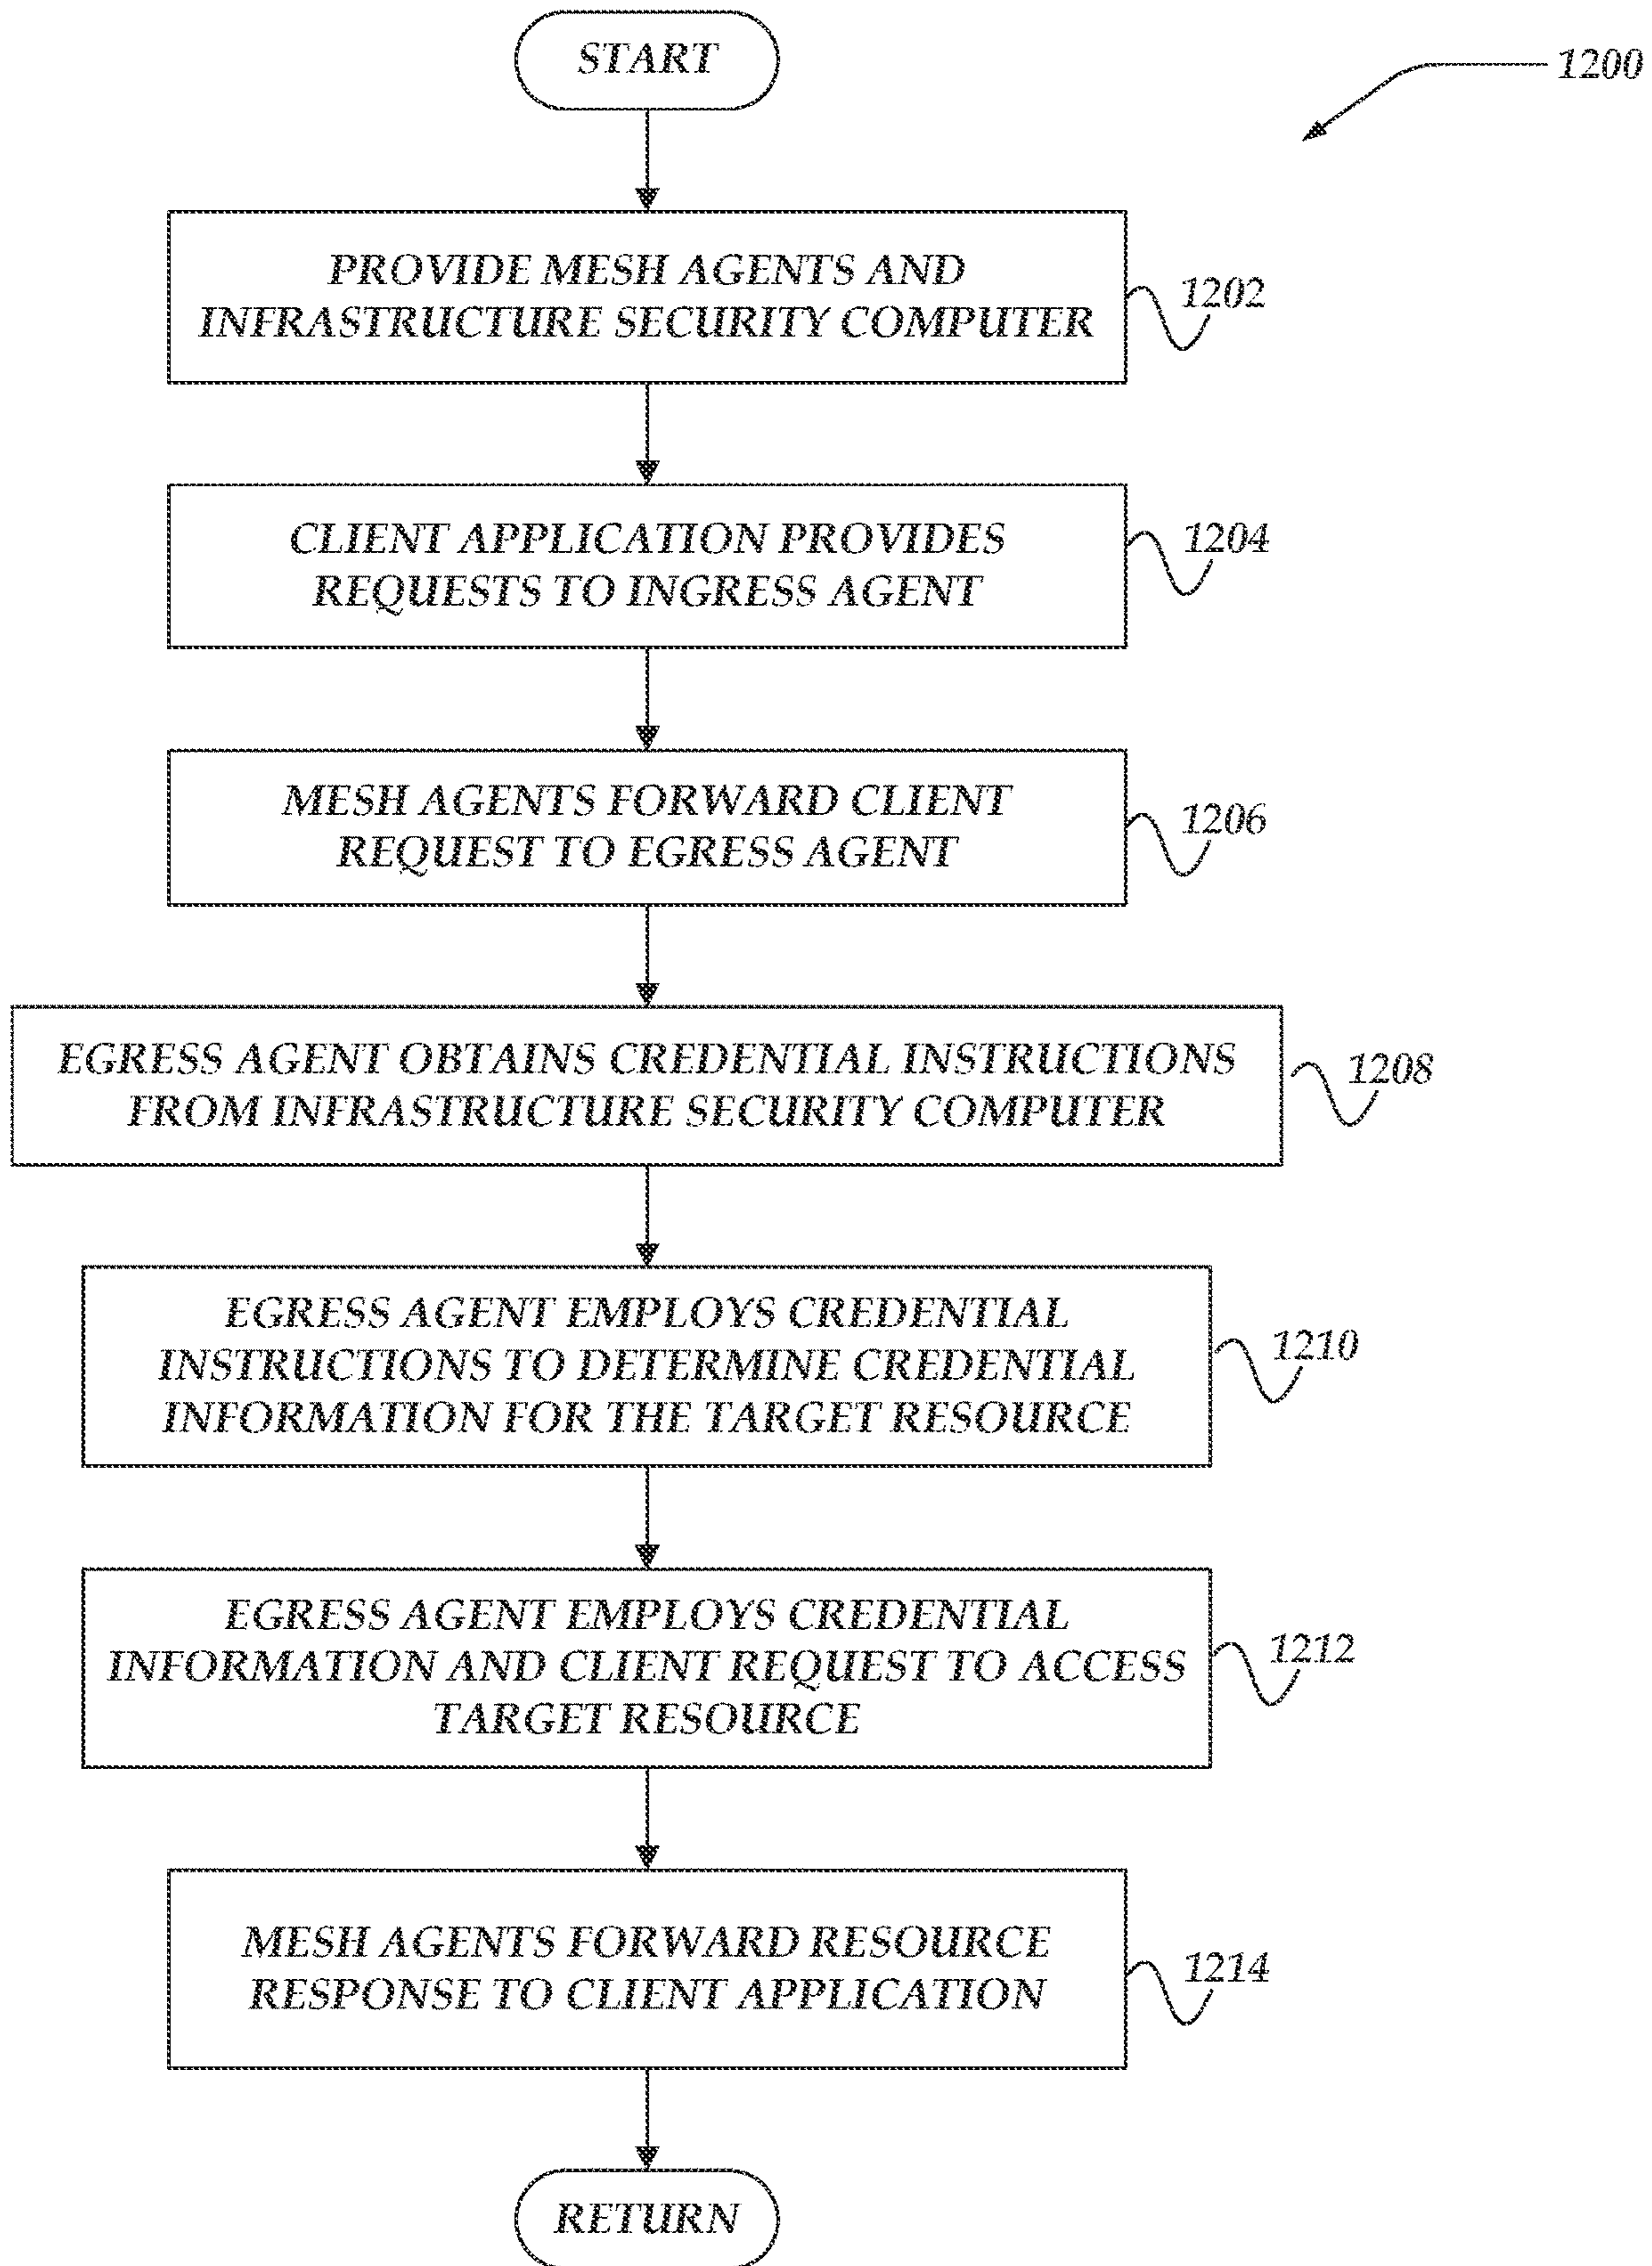 START
1200
PROVIDE MESH AGENTS AND
INFRASTRUCTURE SECURITY COMPUTER
1202
CLIENT APPLICATION PROVIDES
REQUESTS TO INGRESS AGENT
1204
MESH AGENTS FORWARD CLIENT
REQUEST TO EGRESS AGENT
1206
EGRESS AGENT OBTAINS CREDENTIAL INSTRUCTIONS
FROM INFRASTRUCTURE SECURITY COMPUTER
1208
EGRESS AGENT EMPLOYS CREDENTIAL
INSTRUCTIONS TO DETERMINE CREDENTIAL
INFORMATION FOR THE TARGET RESOURCE
1210
EGRESS AGENT EMPLOYS CREDENTIAL
INFORMATION AND CLIENT REQUEST TO ACCESS
TARGET RESOURCE
1212
MESH AGENTS FORWARD RESOURCE
RESPONSE TO CLIENT APPLICATION
1214
RETURN